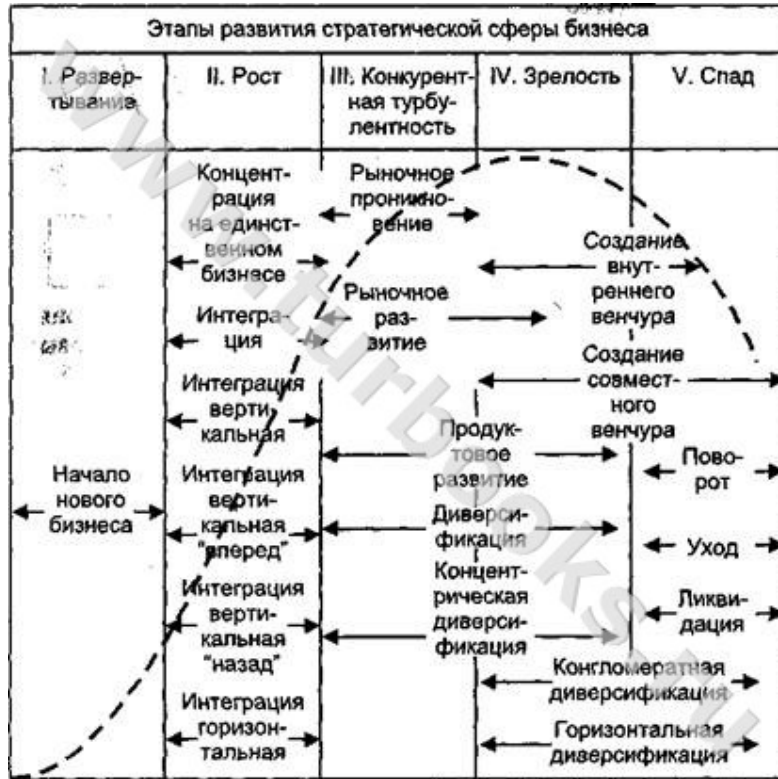 Этапы развития стратегической сферы бизнеса
I. Развер-
тывание
II. Рост
III. Конкурент-
ная турбу-
лентность
IV. Зрелость
V. Спад
Начало
нового
бизнеса
Концент-
рация
на единст-
венном
бизнесе
Интегра-
ция
Интеграция
верти-
кальная
Интеграция
верти-
кальная
"вперед"
Интеграция
верти-
кальная
"назад"
Интеграция
горизон-
тальная
Рыночное
проникно-
вение
Рыночное
раз-
витие
Продук-
товое
развитие
Диверси-
фикация
Концент-
рическая
диверси-
фикация
Создание
внут-
реннего
венчура
Создание
совмест-
ного
венчура
Пово-
рот
Уход
Ликви-
дация
Конгломератная
диверсификация
Горизонтальная
диверсификация
www.turbooks.ru